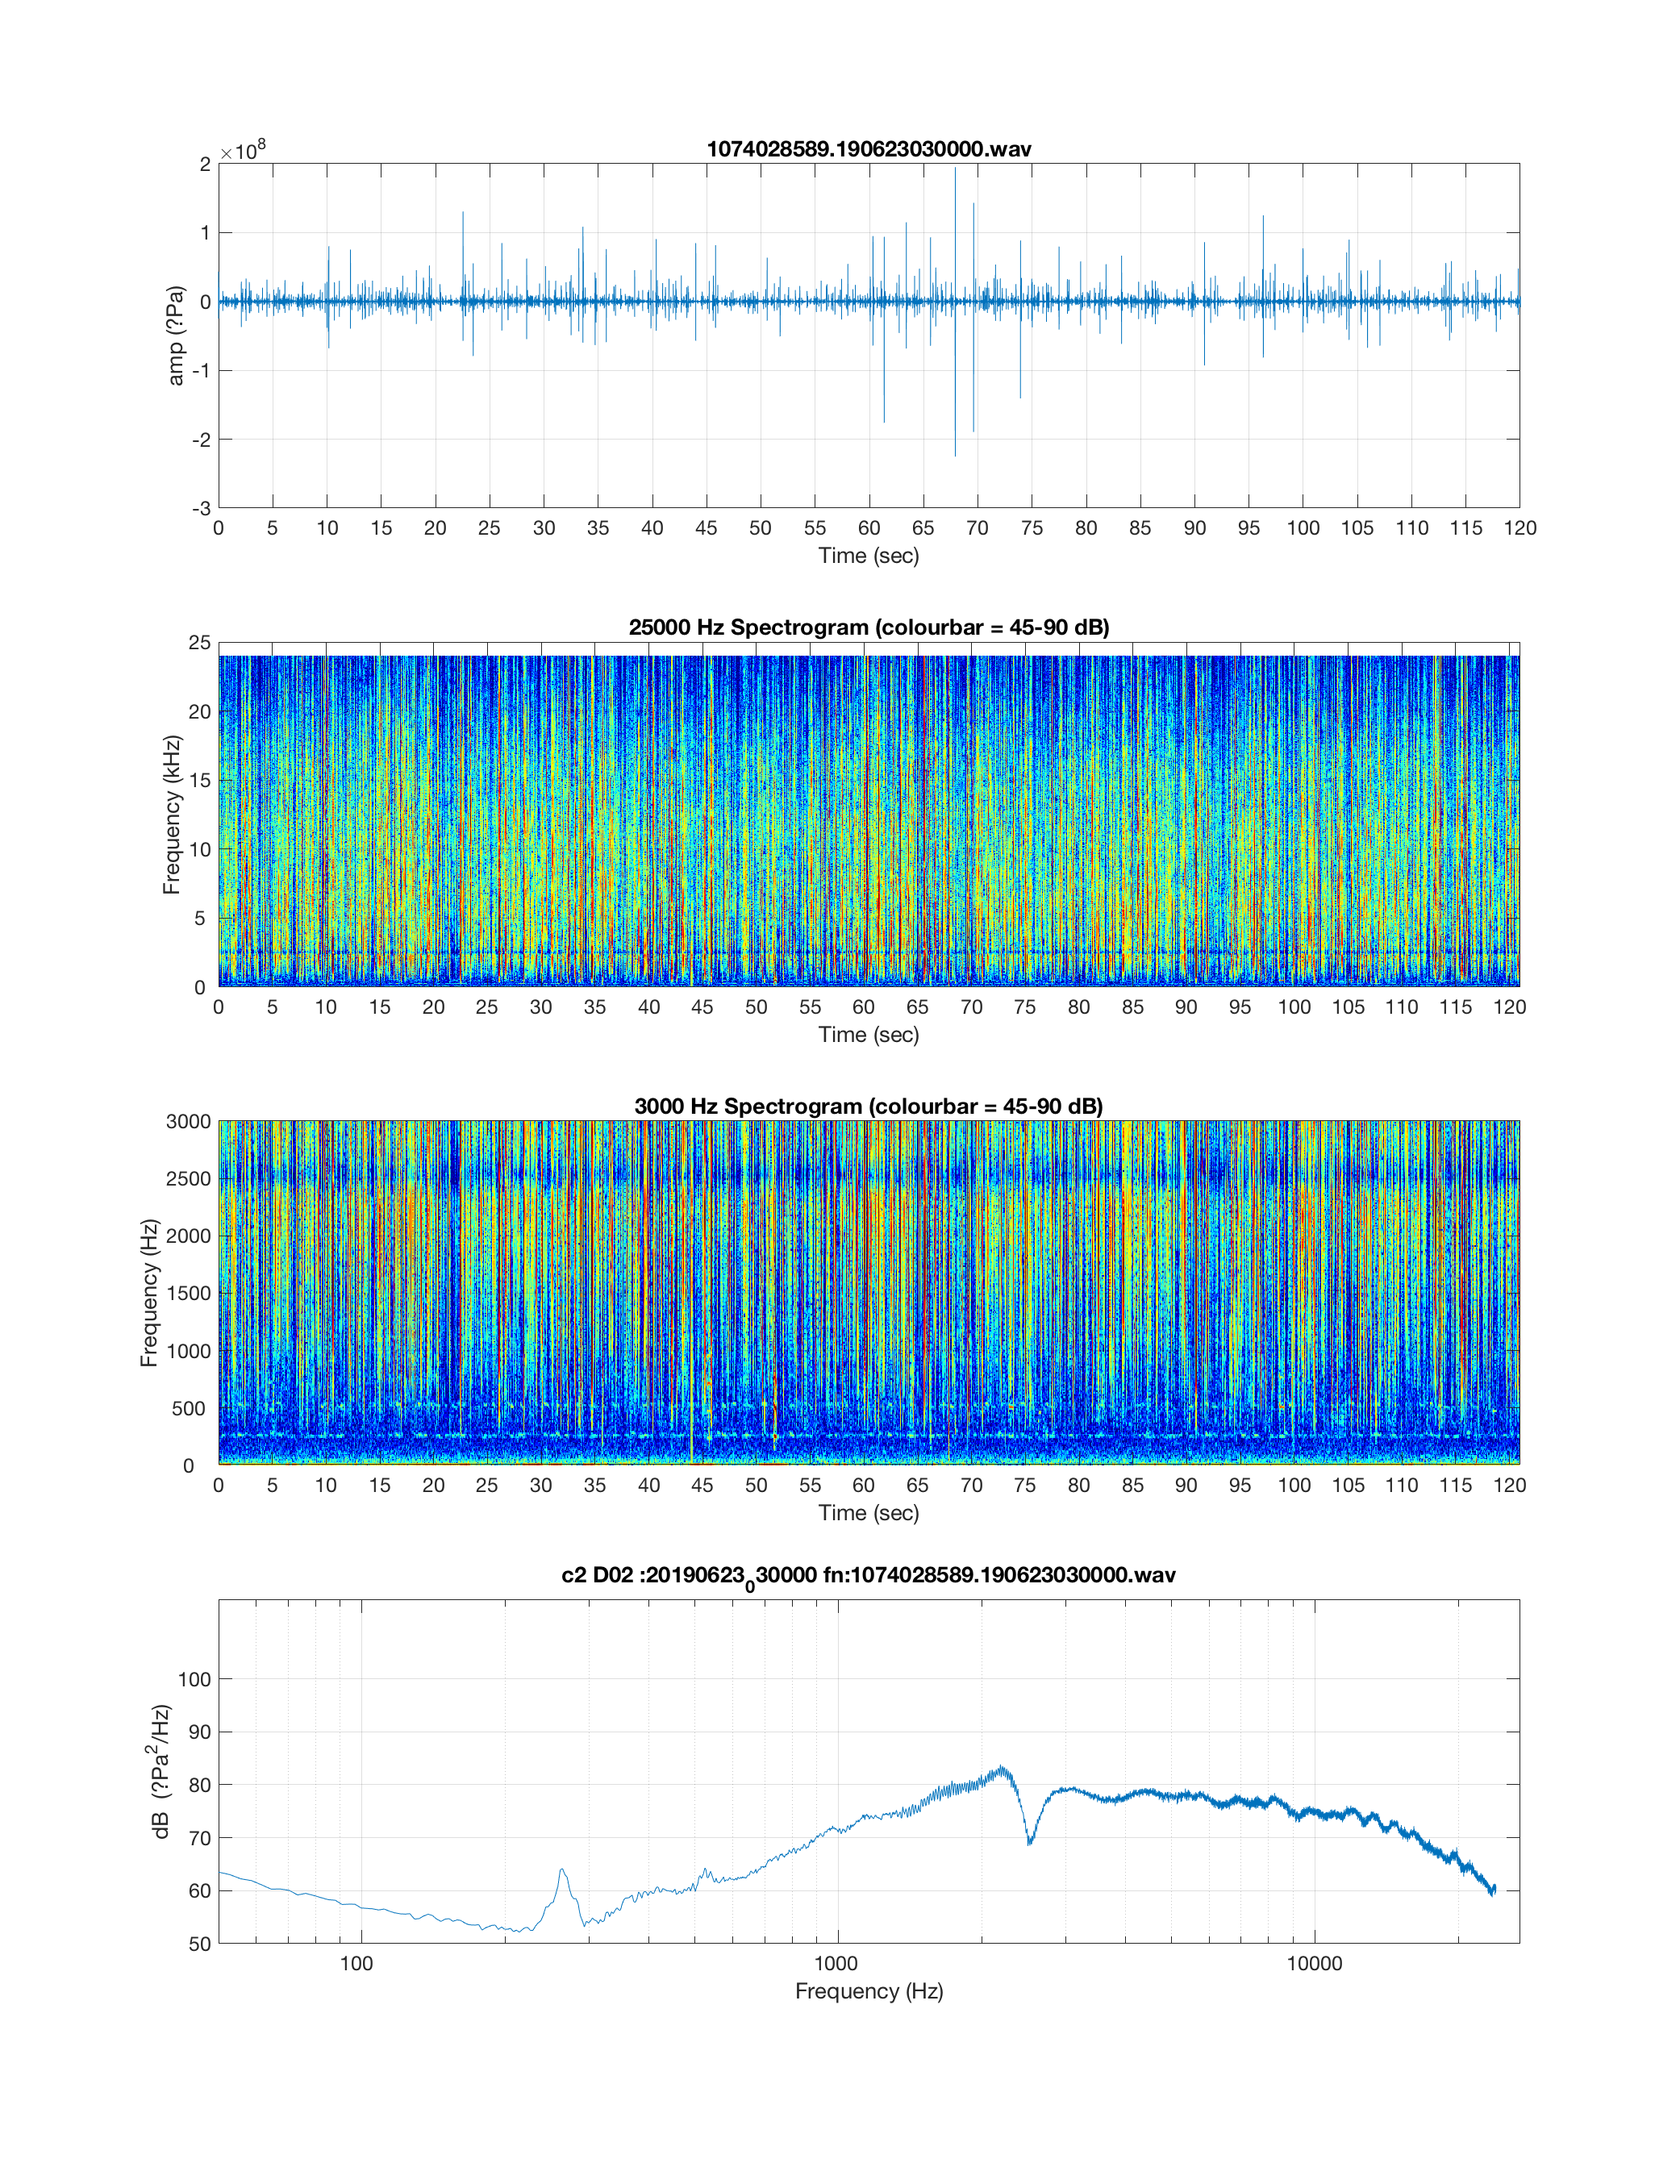 1074028589.190623030000.wav
×10^8
2
1
0
-1
-2
-3
amp (?Pa)
0 5 10 15 20 25 30 35 40 45 50 55 60 65 70 75 80 85 90 95 100 105 110 115 120
Time (sec)
25000 Hz Spectrogram (colourbar = 45-90 dB)
25
20
15
10
5
0
Frequency (kHz)
0 5 10 15 20 25 30 35 40 45 50 55 60 65 70 75 80 85 90 95 100 105 110 115 120
Time (sec)
3000 Hz Spectrogram (colourbar = 45-90 dB)
3000
2500
2000
1500
1000
500
0
Frequency (Hz)
0 5 10 15 20 25 30 35 40 45 50 55 60 65 70 75 80 85 90 95 100 105 110 115 120
Time (sec)
c2 D02 :20190623_030000 fn:1074028589.190623030000.wav
100
90
80
70
60
50
dB (?Pa^2/Hz)
100 1000 10000
Frequency (Hz)